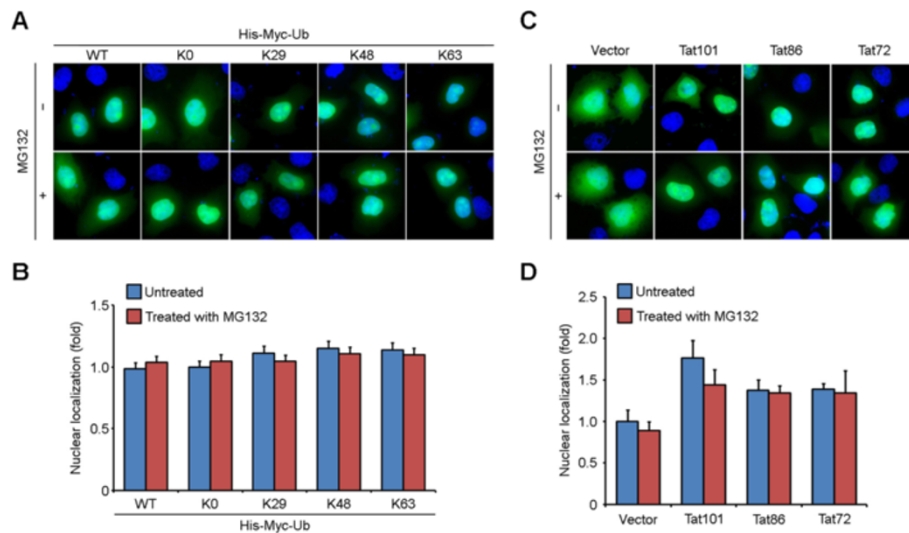 A
His-Myc-Ub
WT K0 K29 K48 K63
MG132
−
+
B
Untreated
Treated with MG132
Nuclear localization (fold)
1.5
1.0
0.5
0
WT K0 K29 K48 K63
His-Myc-Ub
C
Vector Tat101 Tat86 Tat72
MG132
−
+
D
Untreated
Treated with MG132
Nuclear localization (fold)
2.5
2.0
1.5
1.0
0.5
0
Vector Tat101 Tat86 Tat72